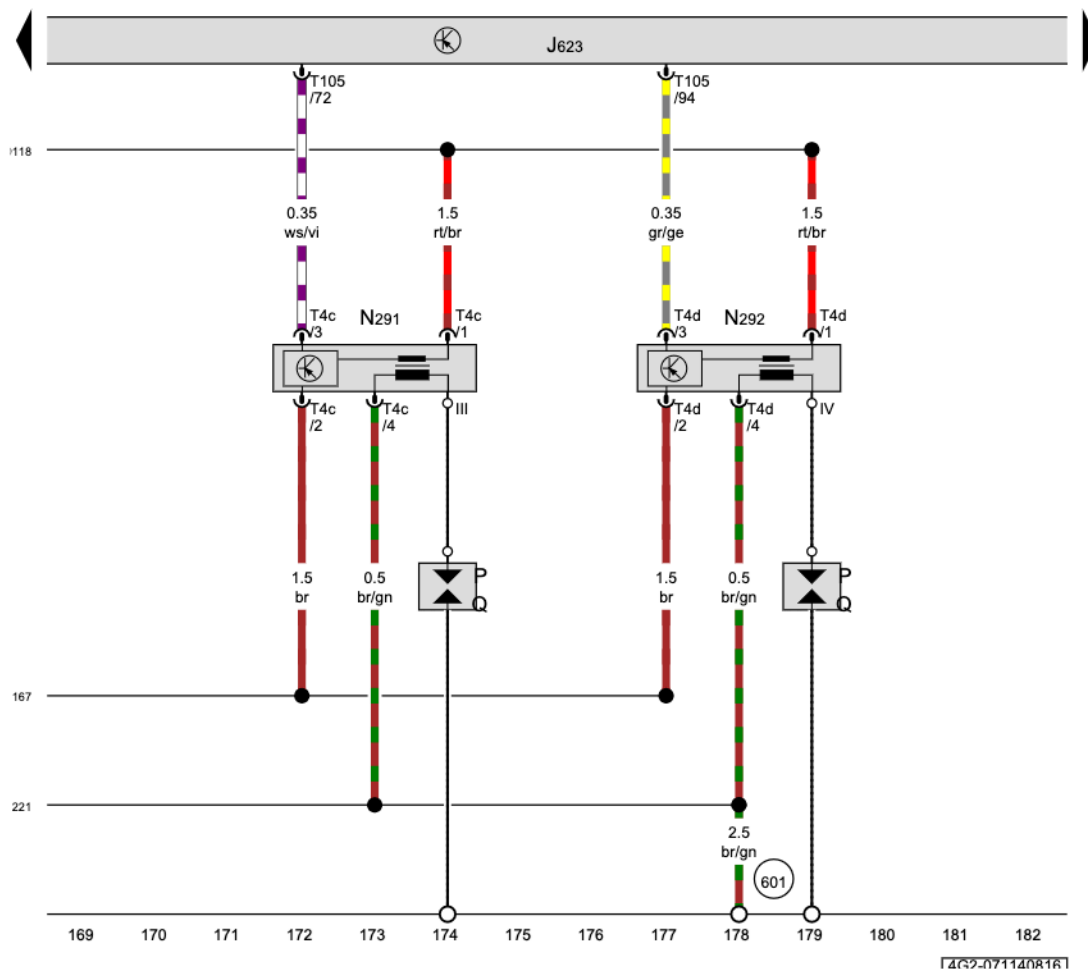 J623
T105
/72
T105
/94
118
0.35
ws/vi
1.5
rt/br
0.35
gr/ge
1.5
rt/br
T4c
/3
N291
T4c
/1
T4d
/3
N292
T4d
/1
T4c
/2
T4c
/4
III
T4d
/2
T4d
/4
IV
P
Q
P
Q
1.5
br
0.5
br/gn
1.5
br
0.5
br/gn
167
221
2.5
br/gn
601
169 170 171 172 173 174 175 176 177 178 179 180 181 182
4G2-071140816